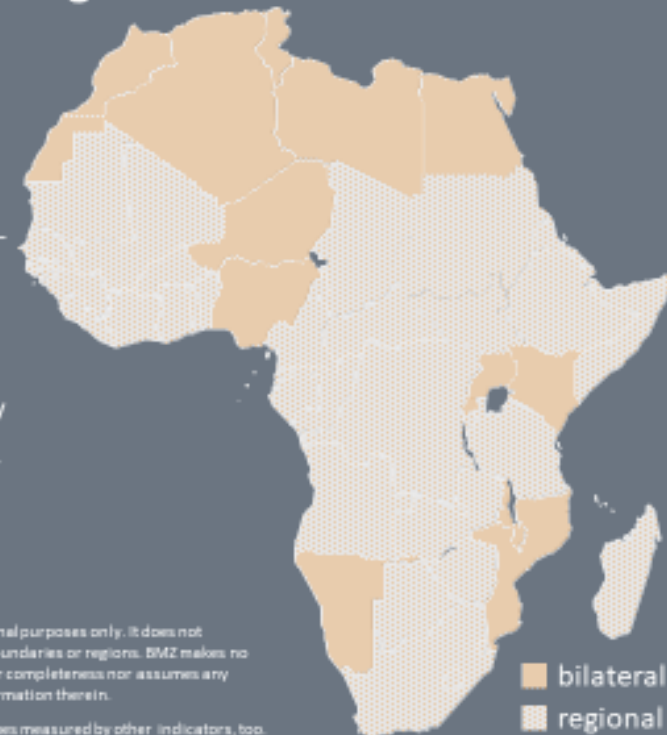 nal purposes only. It does not
undaries or regions. BMZ makes no
completeness nor assumes any
rmation therein.
es measured by other indicators, too.
bilateral
regional